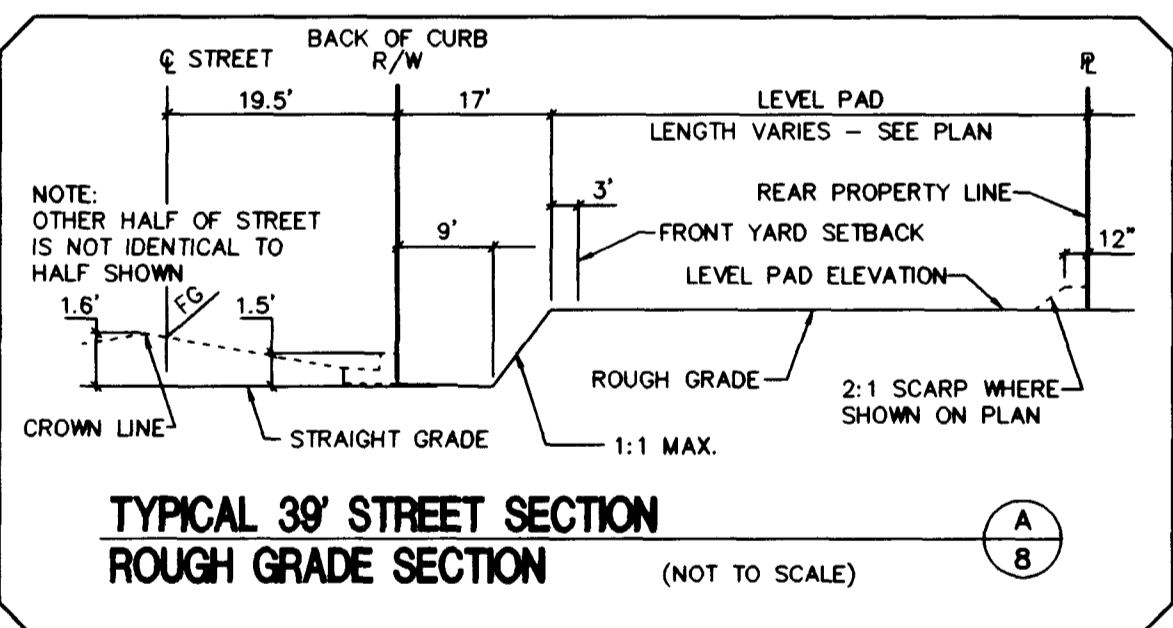 BACK OF CURB
R/W
℄ STREET
19.5'
17'
LEVEL PAD
LENGTH VARIES – SEE PLAN
℄
NOTE:
OTHER HALF OF STREET
IS NOT IDENTICAL TO
HALF SHOWN
3'
9'
REAR PROPERTY LINE
FRONT YARD SETBACK
12"
LEVEL PAD ELEVATION
1.6'
FG
1.5'
CROWN LINE
STRAIGHT GRADE
ROUGH GRADE
1:1 MAX.
2:1 SCARP WHERE
SHOWN ON PLAN
TYPICAL 39' STREET SECTION
ROUGH GRADE SECTION
(NOT TO SCALE)
A
8